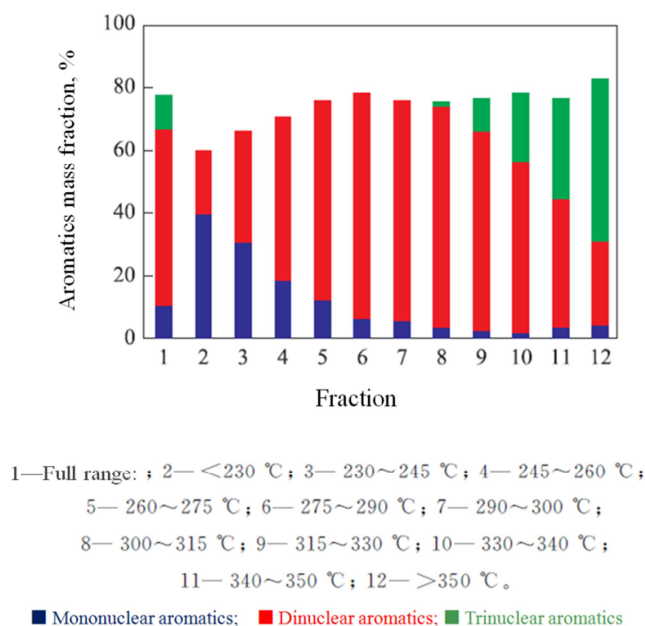 Aromatics mass fraction, %
100
80
60
40
20
0
1 2 3 4 5 6 7 8 9 10 11 12
Fraction
1—Full range: ; 2— <230 ℃; 3— 230~245 ℃; 4— 245~260 ℃;
5— 260~275 ℃; 6— 275~290 ℃; 7— 290~300 ℃;
8— 300~315 ℃; 9— 315~330 ℃; 10— 330~340 ℃;
11— 340~350 ℃; 12— >350 ℃。
Mononuclear aromatics; Dinuclear aromatics; Trinuclear aromatics